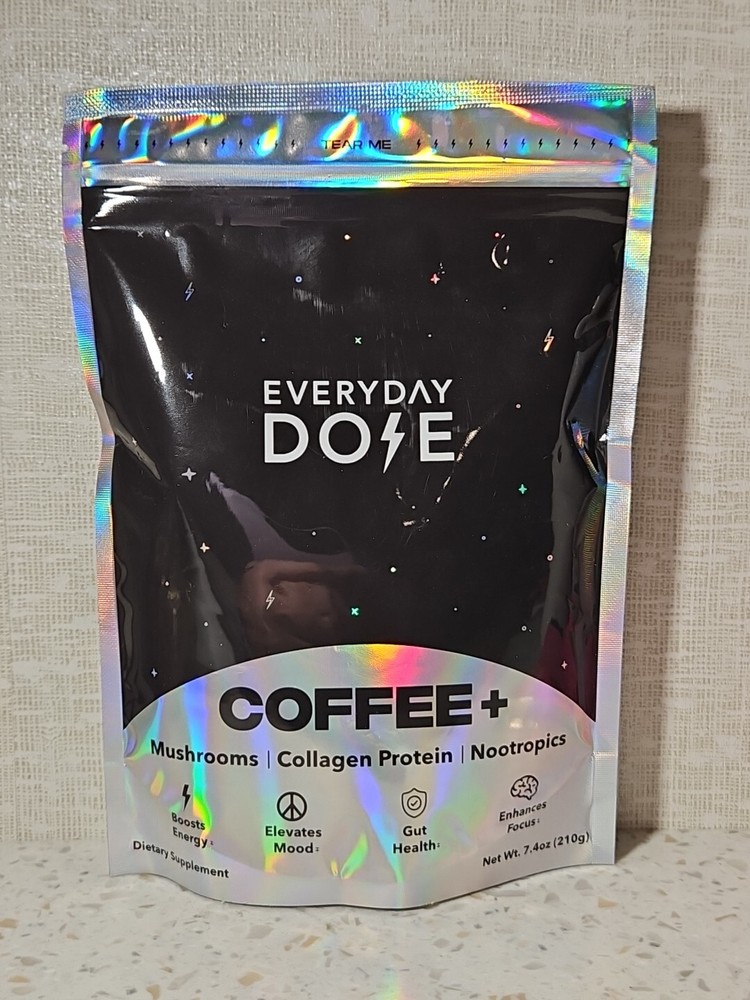 TEAR ME
EVERYDAY
DOSE
COFFEE+
Mushrooms | Collagen Protein | Nootropics
Boosts
Energy‡
Elevates
Mood‡
Gut
Health‡
Enhances
Focus‡
Dietary Supplement
Net Wt. 7.4oz (210g)